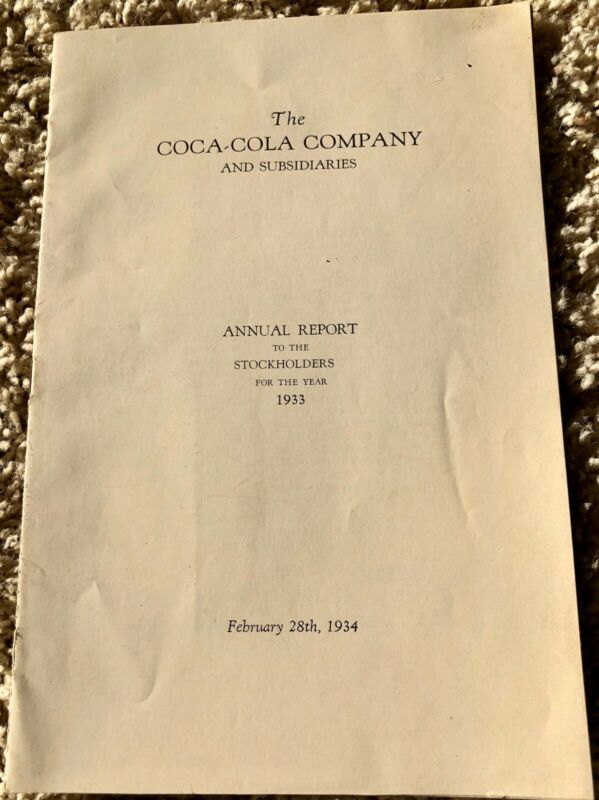 The
COCA-COLA COMPANY
AND SUBSIDIARIES
ANNUAL REPORT
TO THE
STOCKHOLDERS
FOR THE YEAR
1933
February 28th, 1934